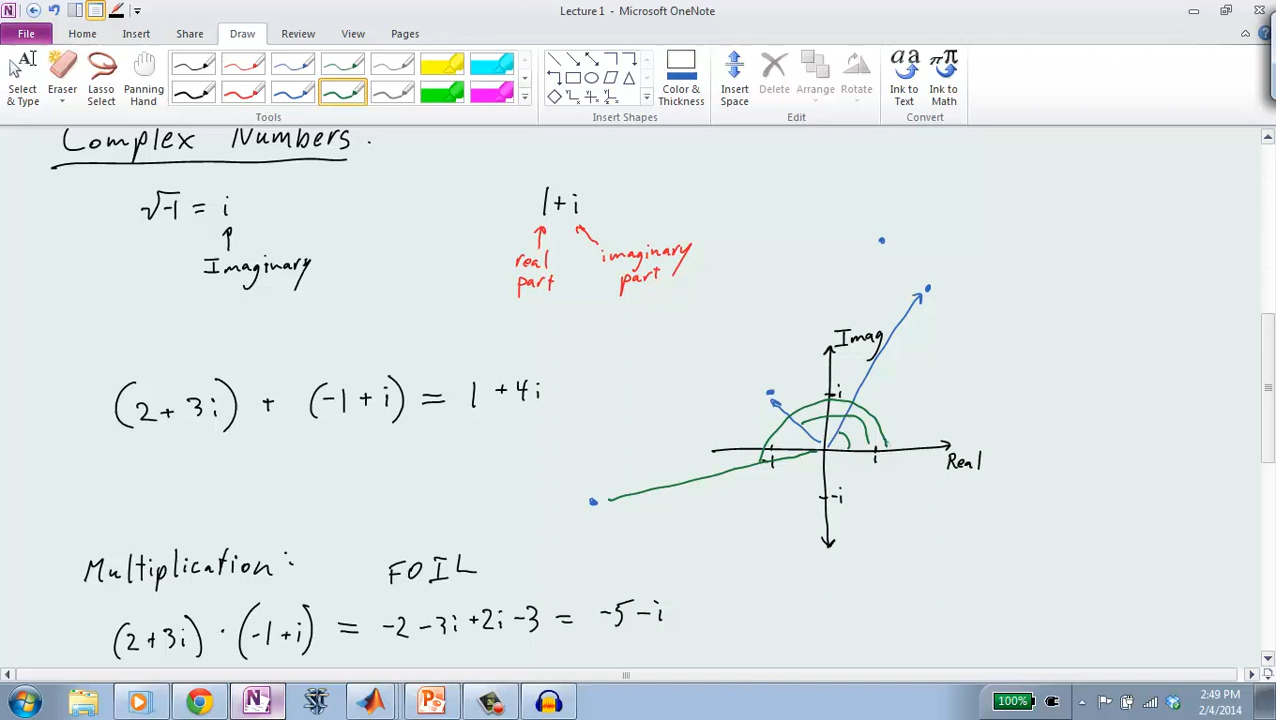 Lecture1 - Microsoft OneNote
File Home Insert Share Draw Review View Pages
Select & Type
Eraser
Lasso Select
Panning Hand
Color & Thickness
Insert Space
Delete
Arrange
Rotate
Ink to Text
Ink to Math
Tools Insert Shapes Edit Convert
Complex Numbers.
√-1 = i
Imaginary
1 + i
real part
imaginary part
Imag
i
(2 + 3i) + (-1 + i) = 1 + 4i
-1
1
Real
-i
Multiplication: FOIL
(2 + 3i) · (-1 + i) = -2 - 3i + 2i - 3 = -5 - i
100%
2:49 PM
2/4/2014